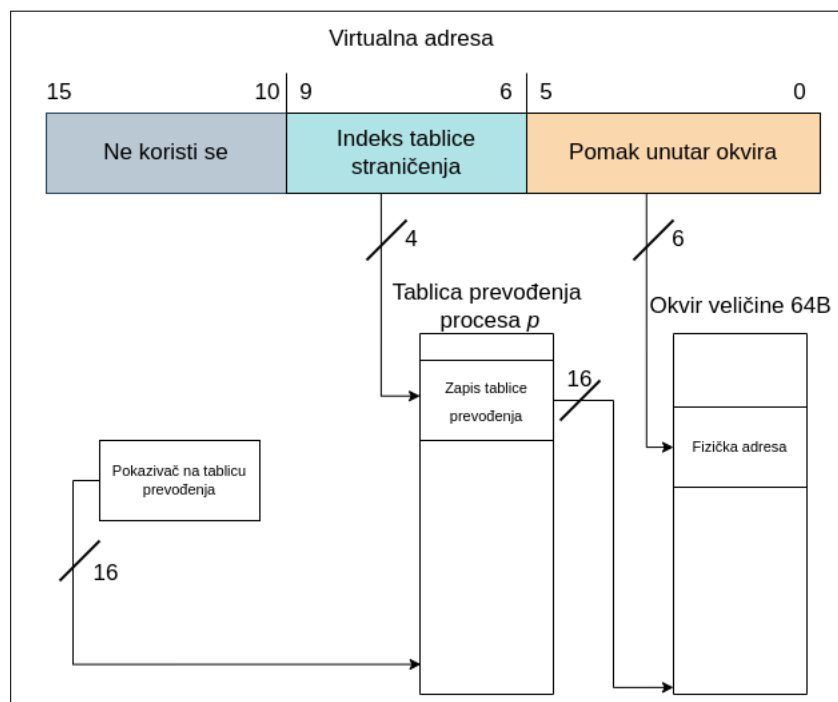 Virtualna adresa
15 10 9 6 5 0
Ne koristi se
Indeks tablice
straničenja
Pomak unutar okvira
4
6
Tablica prevođenja
procesa p
Okvir veličine 64B
Zapis tablice
prevođenja
16
Fizička adresa
Pokazivač na tablicu
prevođenja
16